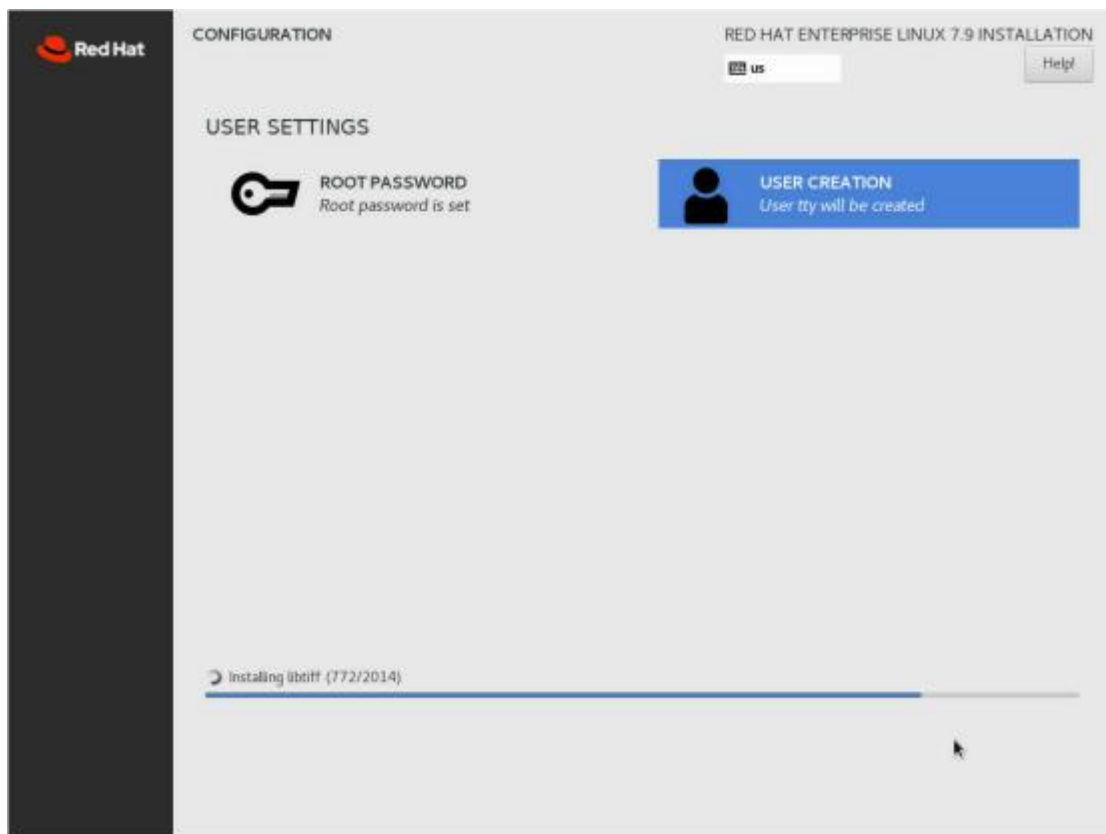 Red Hat
CONFIGURATION
RED HAT ENTERPRISE LINUX 7.9 INSTALLATION
us
Help!
USER SETTINGS
ROOT PASSWORD
Root password is set
USER CREATION
User tty will be created
Installing libtiff (772/2014)